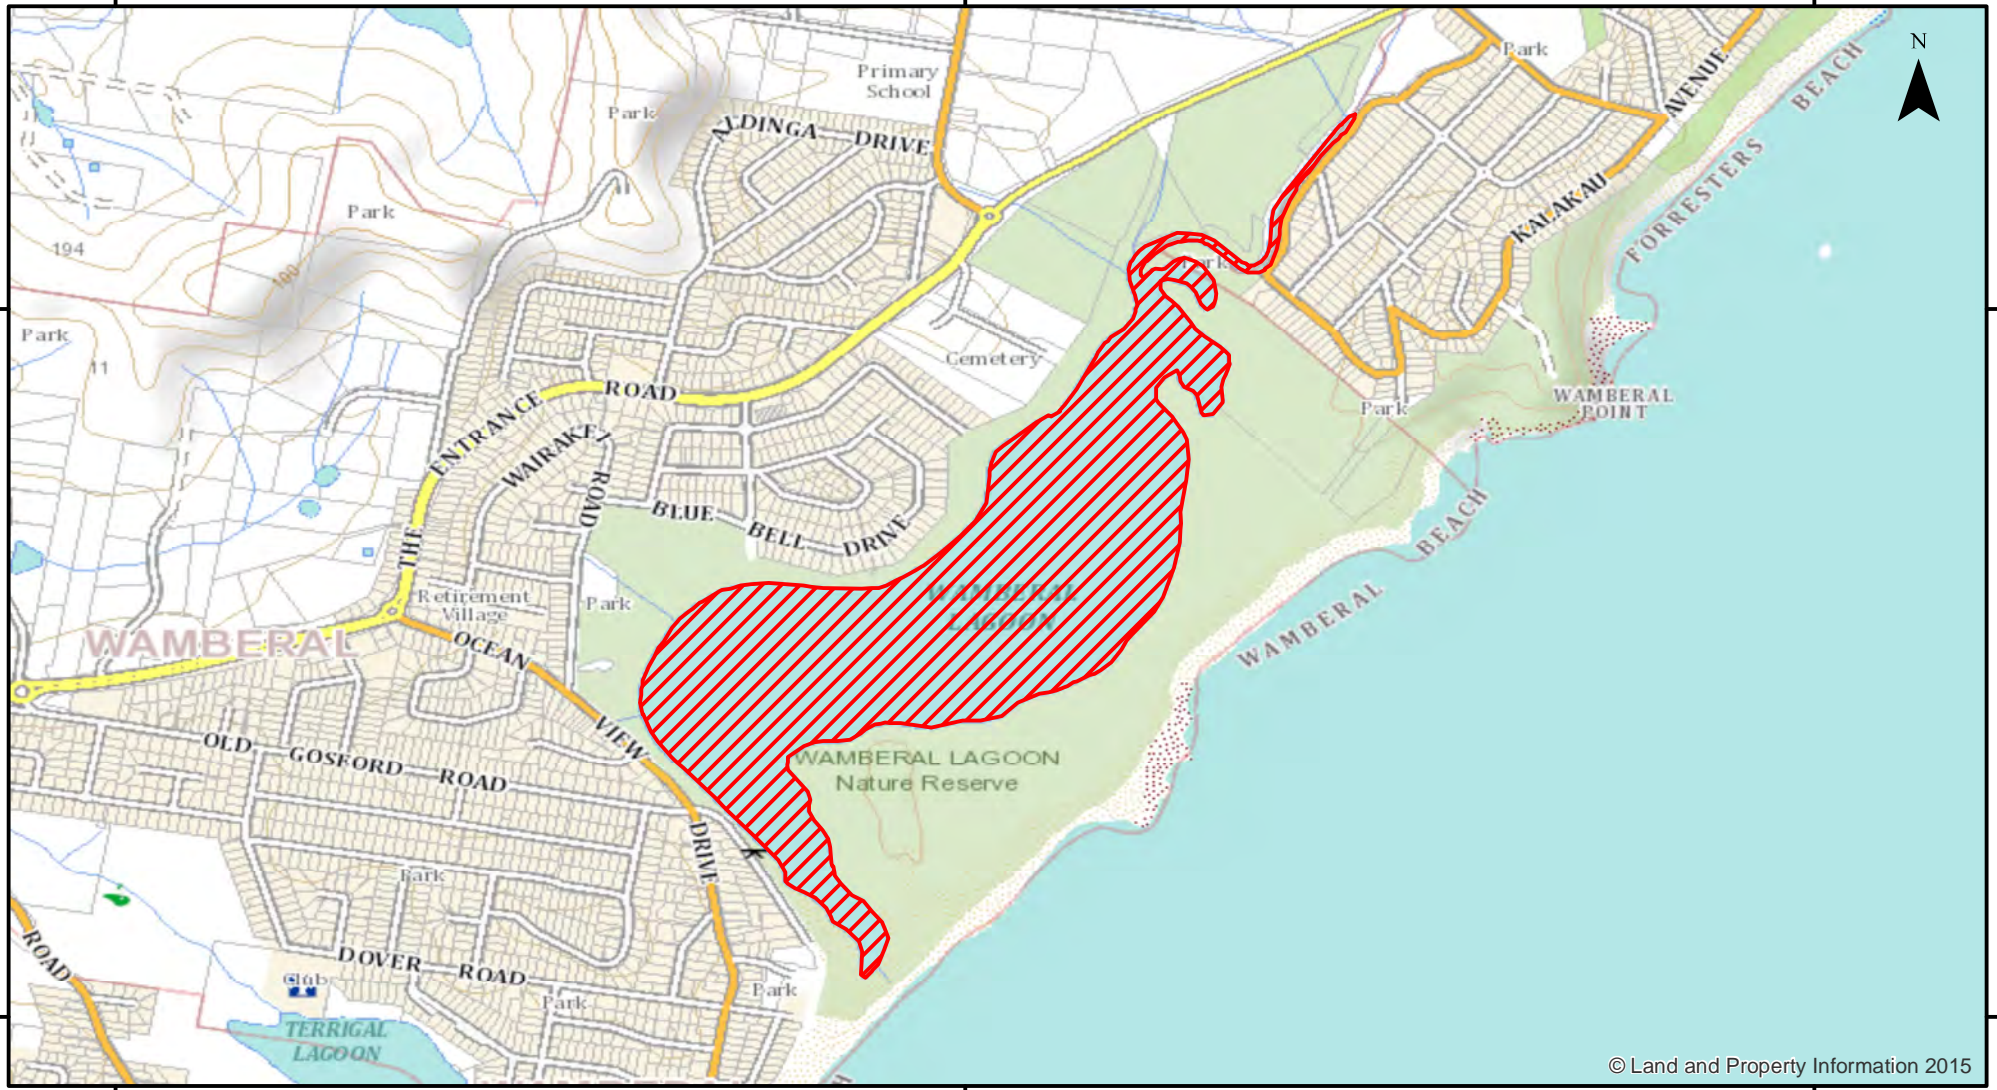 Park
AVENUE
BEACH
N
Primary
School
Park
ALDINGA DRIVE
FORRESTERS
Park
KALAKAU
194
100
Park
Park
11
Cemetery
WAMBERAL
POINT
Park
THE ENTRANCE ROAD
WAIRAKEI
ROAD
BLUE BELL DRIVE
BEACH
WAMBERAL
WAMBERAL
LAGOON
Retirement
Village
Park
WAMBERAL
OCEAN VIEW DRIVE
OLD GOSFORD ROAD
WAMBERAL LAGOON
Nature Reserve
Park
ROAD
DOVER ROAD
Club
Park
Park
TERRIGAL
LAGOON
© Land and Property Information 2015